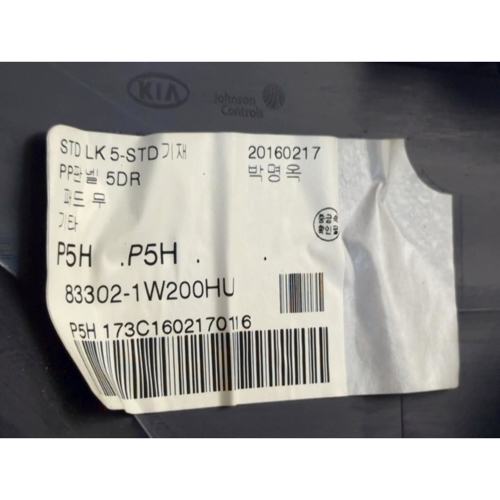 KIA
Johnson
Controls
STD LK 5-STD기재 20160217
PP판넬 5DR 박명옥
패드 무
기타
P5H .P5H . .
83302-1W200HU
P5H 173C1602170116